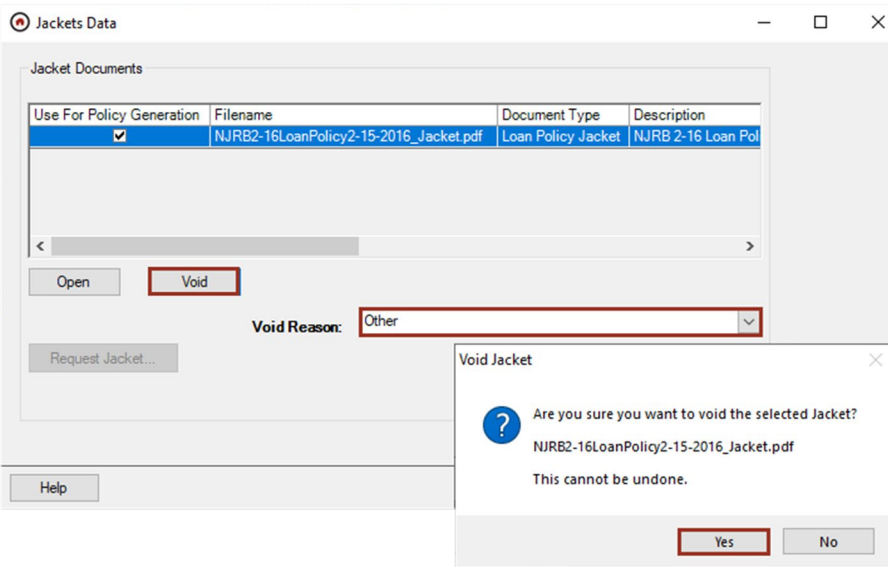 Jackets Data
Jacket Documents
Use For Policy Generation Filename Document Type Description
NJRB2-16LoanPolicy2-15-2016_Jacket.pdf Loan Policy Jacket NJRB 2-16 Loan Pol
Open Void
Void Reason: Other
Request Jacket...
Void Jacket
Are you sure you want to void the selected Jacket?
NJRB2-16LoanPolicy2-15-2016_Jacket.pdf
This cannot be undone.
Help
Yes No